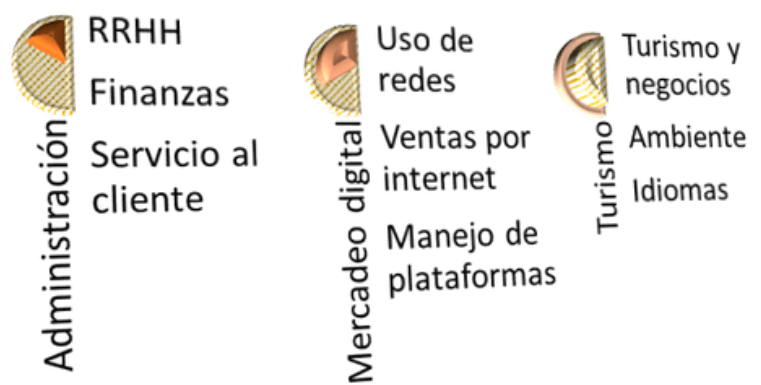 Administración
RRHH
Finanzas
Servicio al
cliente
Mercadeo digital
Uso de
redes
Ventas por
internet
Manejo de
plataformas
Turismo
Turismo y
negocios
Ambiente
Idiomas